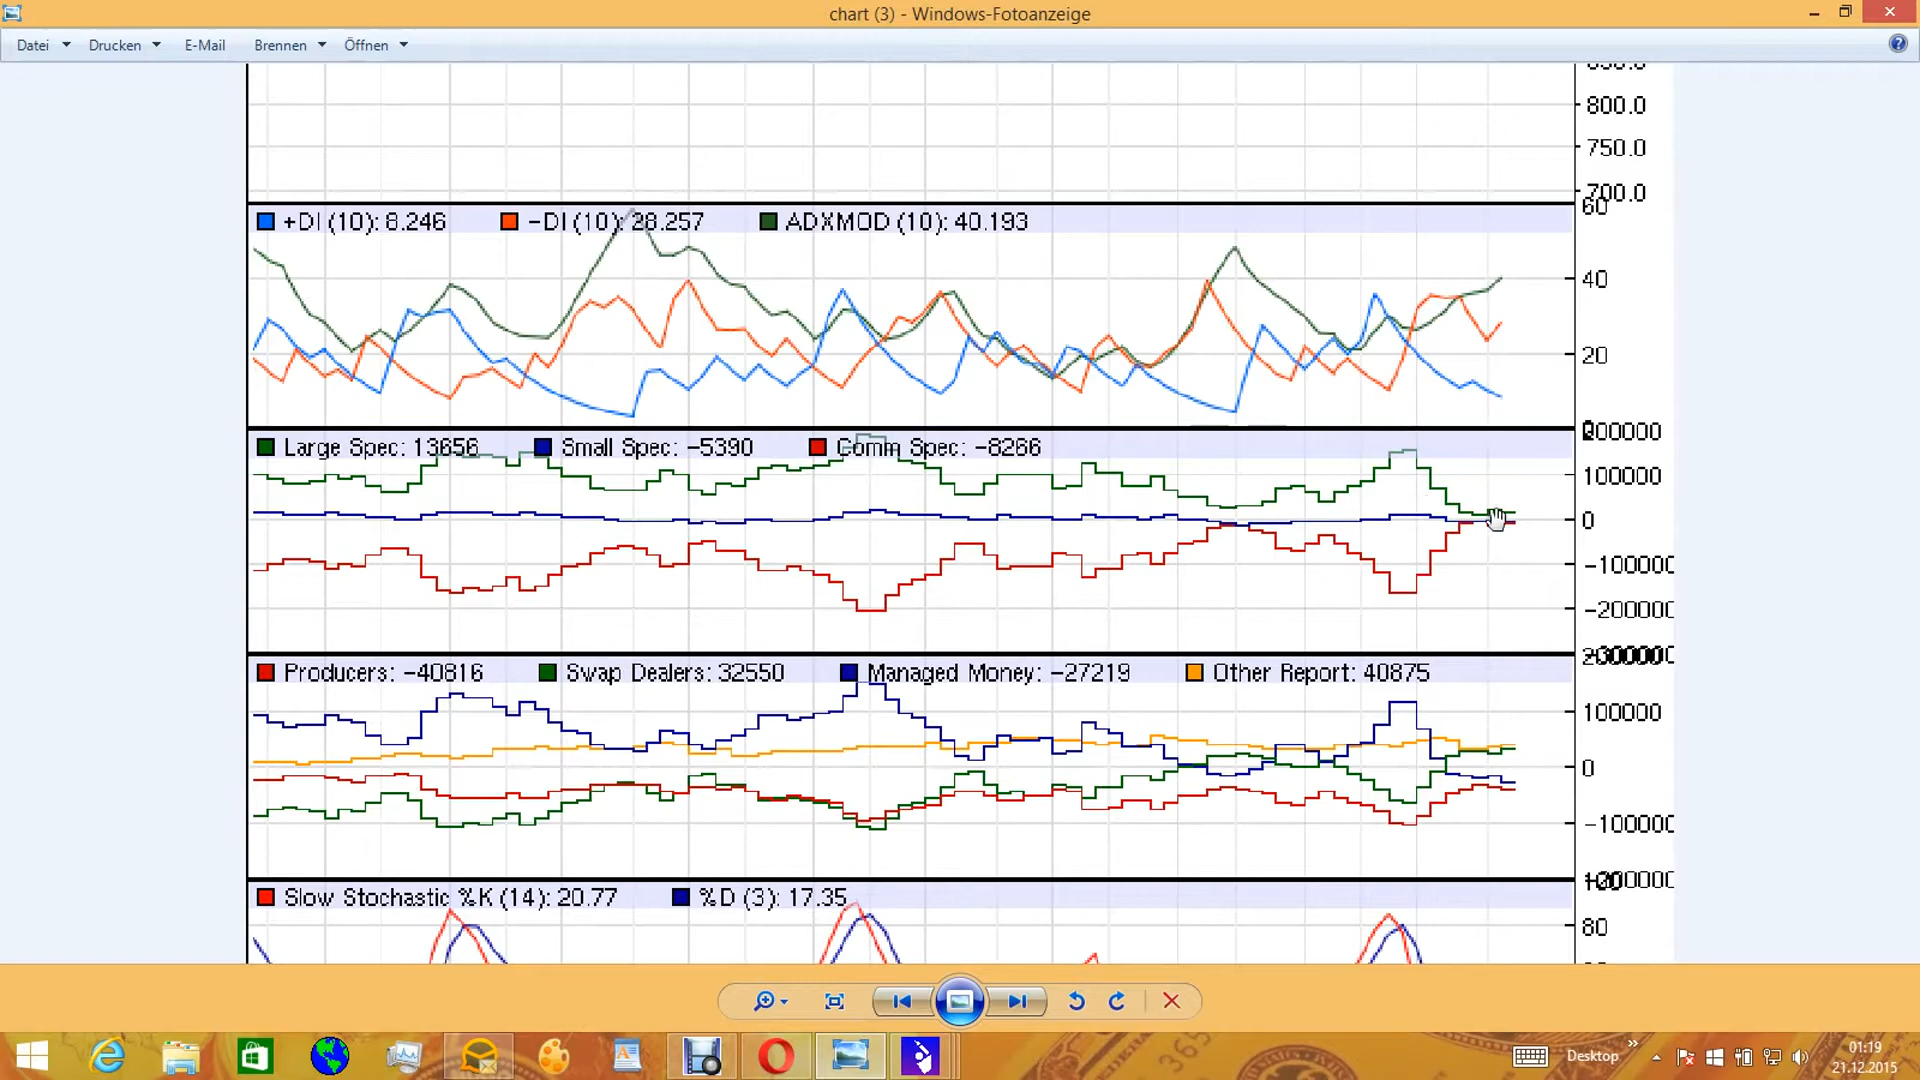 chart (3) - Windows-Fotoanzeige
Datei Drucken E-Mail Brennen Öffnen
800.0
750.0
700.0
60
+DI (10): 8.246 −DI (10): 28.257 ADXMOD (10): 40.193
40
20
Large Spec: 13656 Small Spec: −5390 Comm Spec: −8266
100000
0
−100000
−200000
Producers: −40816 Swap Dealers: 32550 Managed Money: −27219 Other Report: 40875
100000
0
−100000
Slow Stochastic %K (14): 20.77 %D (3): 17.35
80
Desktop
01:19
21.12.2015